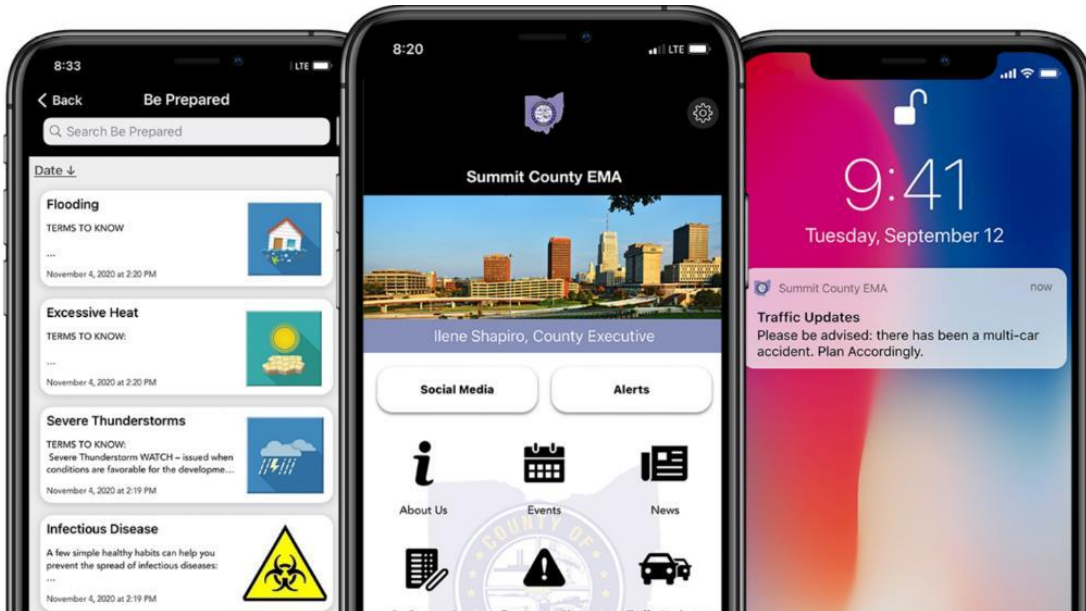 8:33
LTE
Back
Be Prepared
Search Be Prepared
Date ↓
Flooding
TERMS TO KNOW
...
November 4, 2020 at 2:20 PM
Excessive Heat
TERMS TO KNOW:
...
November 4, 2020 at 2:20 PM
Severe Thunderstorms
TERMS TO KNOW:
Severe Thunderstorm WATCH – issued when
conditions are favorable for the developme...
November 4, 2020 at 2:19 PM
Infectious Disease
A few simple healthy habits can help you
prevent the spread of infectious diseases:
...
November 4, 2020 at 2:19 PM
8:20
LTE
Summit County EMA
Ilene Shapiro, County Executive
Social Media
Alerts
About Us
Events
News
COUNTY OF
9:41
Tuesday, September 12
Summit County EMA
now
Traffic Updates
Please be advised: there has been a multi-car
accident. Plan Accordingly.